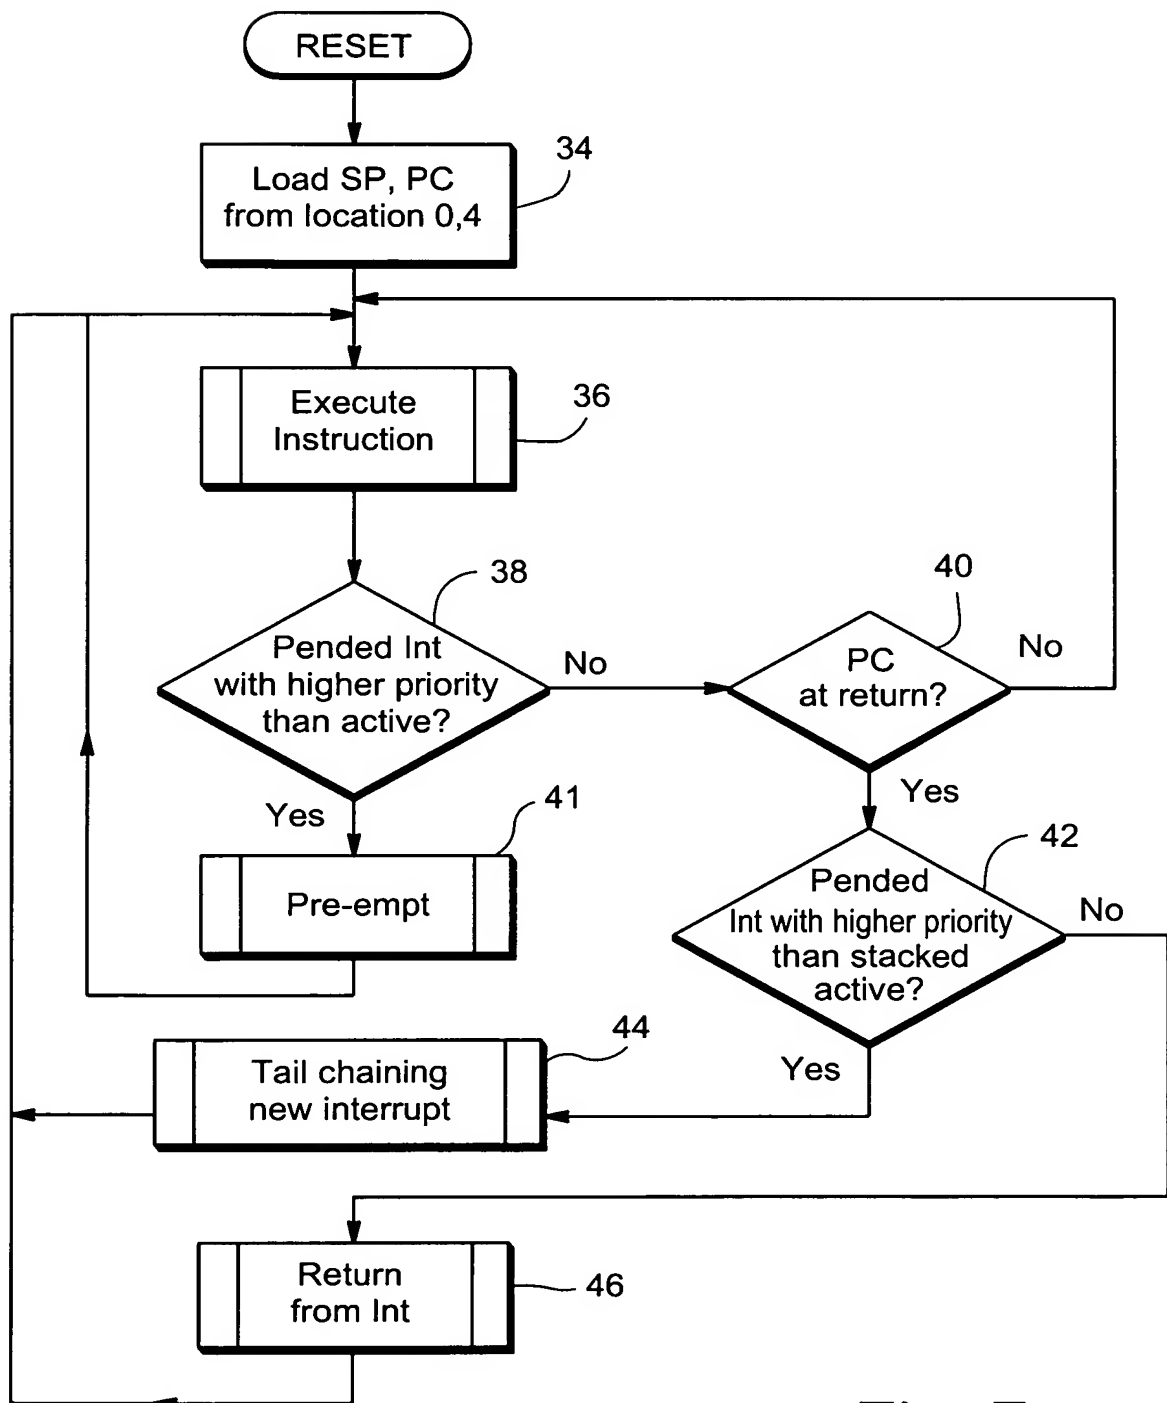 RESET
34
Load SP, PC
from location 0,4
36
Execute
Instruction
38
Pended Int
with higher priority
than active?
No
40
PC
at return?
No
Yes
41
Pre-empt
Yes
42
Pended
Int with higher priority
than stacked
active?
No
44
Tail chaining
new interrupt
Yes
Return
from Int
46